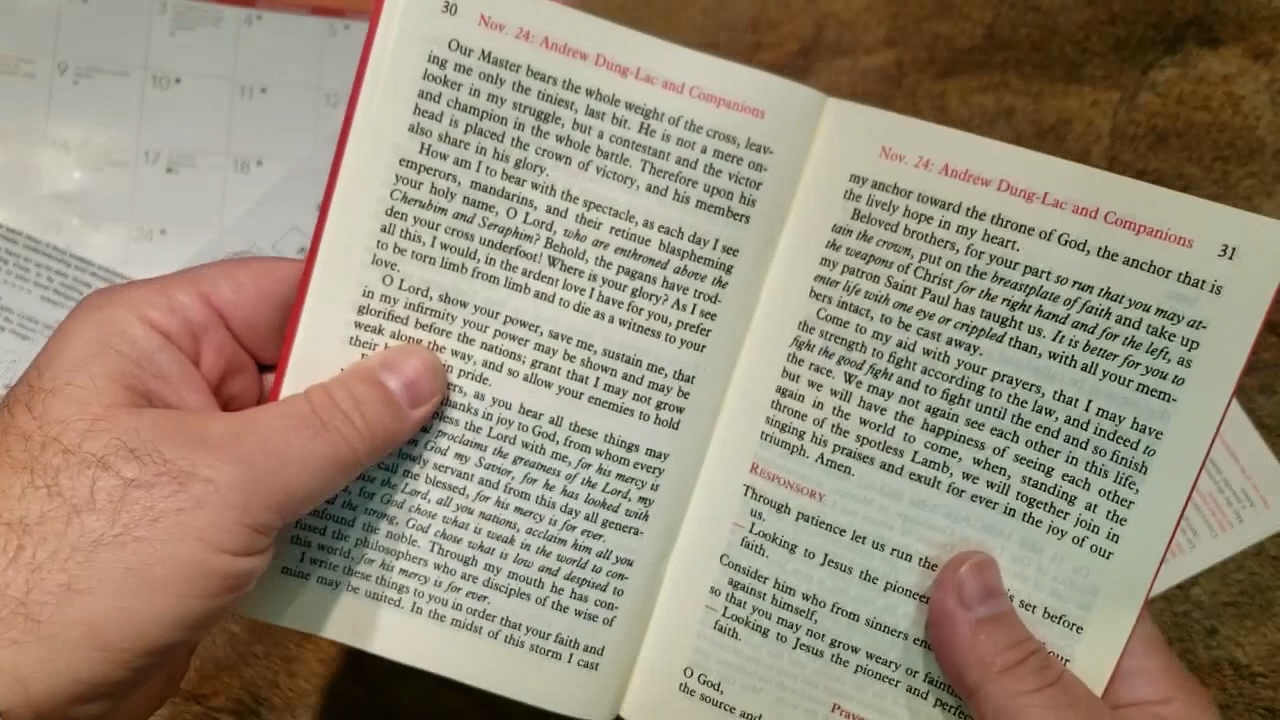 30
Nov. 24: Andrew Dung-Lac and Companions
Our Master bears the whole weight of the cross, leav-
ing me only the tiniest, last bit. He is not a mere on-
looker in my struggle, but a contestant and the victor
and champion in the whole battle. Therefore upon his
head is placed the crown of victory, and his members
also share in his glory.
How am I to bear with the spectacle, as each day I see
emperors, mandarins, and their retinue blaspheming
your holy name, O Lord, who are enthroned above the
Cherubim and Seraphim? Behold, the pagans have trod-
den your cross underfoot! Where is your glory? As I see
all this, I would, in the ardent love I have for you, prefer
to be torn limb from limb and to die as a witness to your
love.
O Lord, show your power, save me, sustain me, that
in my infirmity your power may be shown and may be
glorified before the nations; grant that I may not grow
weak along the way, and so allow your enemies to hold
their in pride.
as you hear all these things may
thanks in joy to God, from whom every
bless the Lord with me, for his mercy is
proclaims the greatness of the Lord, my
in God my Savior, for he has looked with
lowly servant and from this day all genera-
call me blessed, for his mercy is for ever.
the Lord, all you nations, acclaim him all you
for God chose what is weak in the world to con-
the strong, God chose what is low and despised to
confound the noble. Through my mouth he has con-
fused the philosophers who are disciples of the wise of
this world, for his mercy is for ever.
I write these things to you in order that your faith and
mine may be united. In the midst of this storm I cast
Nov. 24: Andrew Dung-Lac and Companions
31
my anchor toward the throne of God, the anchor that is
the lively hope in my heart.
Beloved brothers, for your part so run that you may at-
tain the crown, put on the breastplate of faith and take up
the weapons of Christ for the right hand and for the left, as
my patron Saint Paul has taught us. It is better for you to
enter life with one eye or crippled than, with all your mem-
bers intact, to be cast away.
Come to my aid with your prayers, that I may have
the strength to fight according to the law, and indeed to
fight the good fight and to fight until the end and so finish
the race. We may not again see each other in this life,
but we will have the happiness of seeing each other
again in the world to come, when, standing at the
throne of the spotless Lamb, we will together join in
singing his praises and exult for ever in the joy of our
triumph. Amen.
RESPONSORY
Through patience let us run the set before
us.
— Looking to Jesus the pioneer
faith.
Consider him who from sinners
against himself,
so that you may not grow weary or
— Looking to Jesus the pioneer and
faith.
O God,
the source and
9
10
11
12
17
18
24